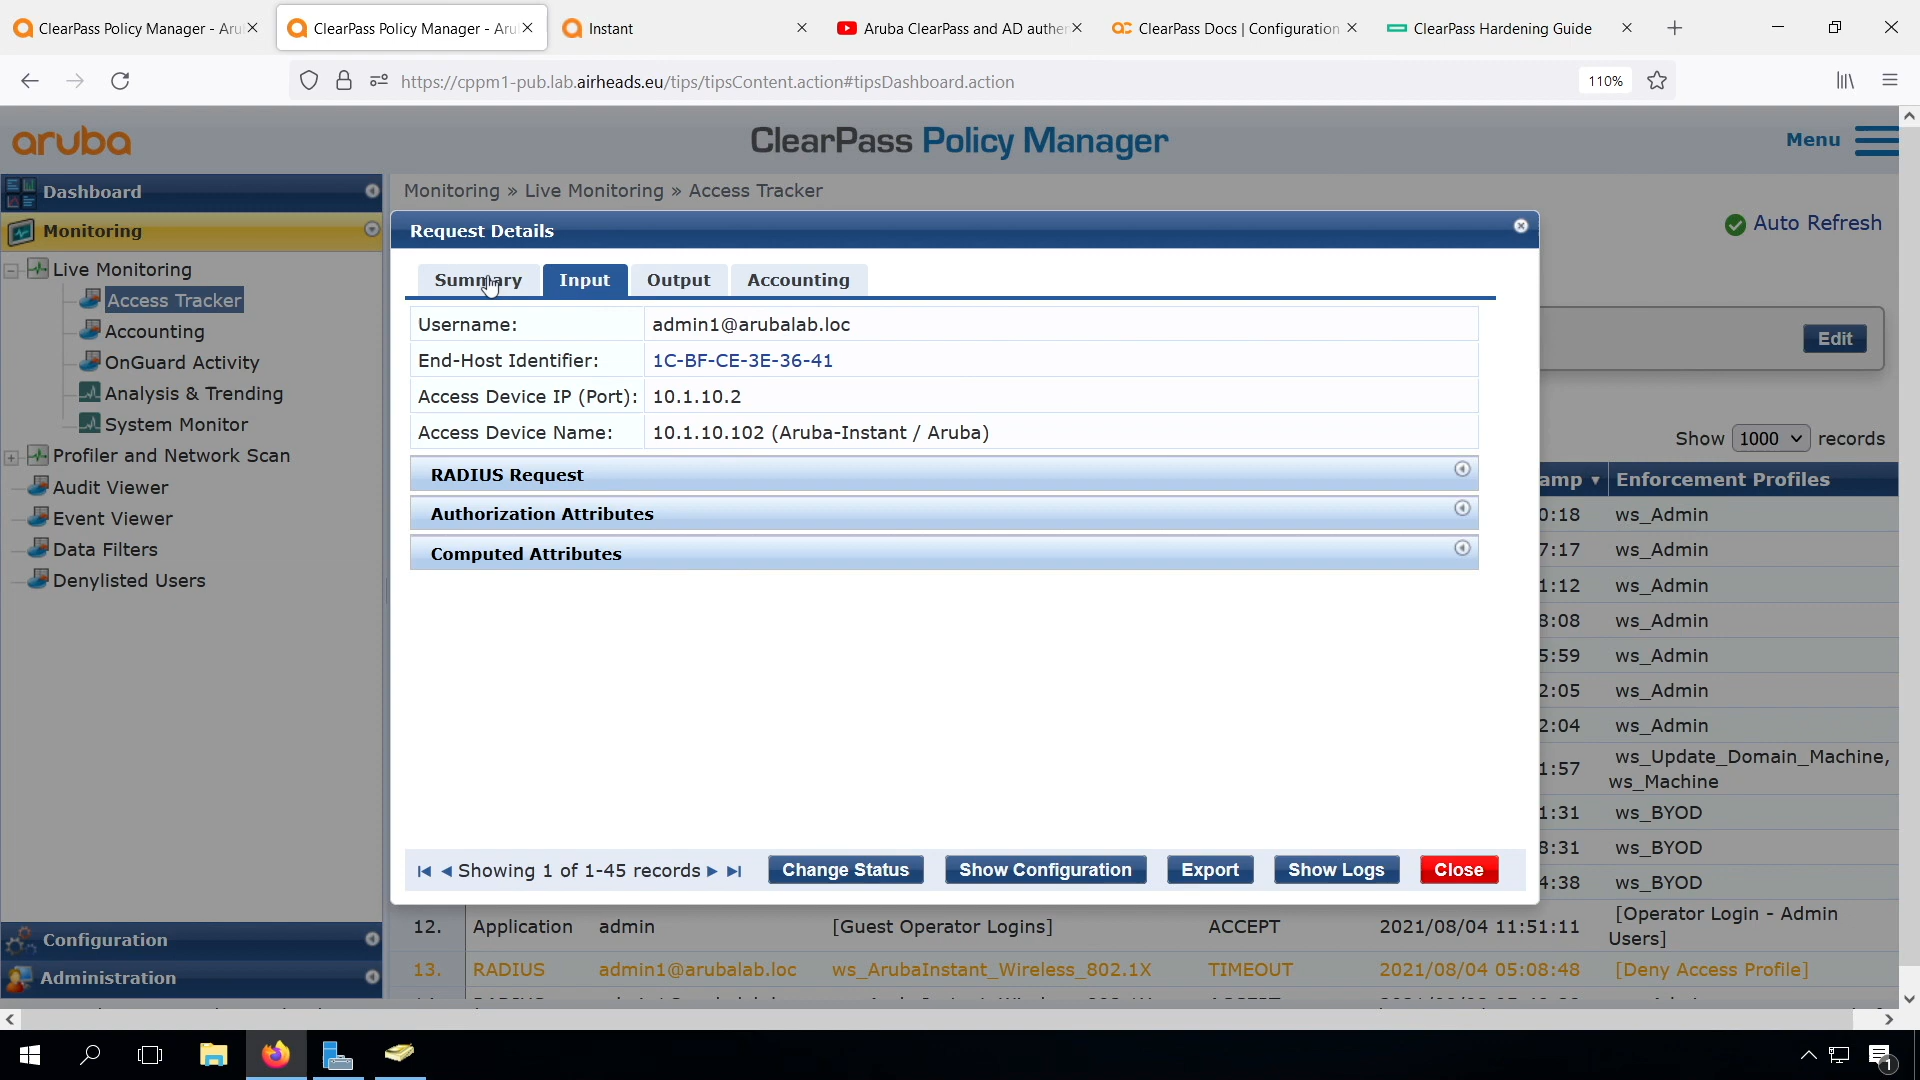 ClearPass Policy Manager - Aru
ClearPass Policy Manager - Aru
Instant
Aruba ClearPass and AD authe
ClearPass Docs | Configuration
ClearPass Hardening Guide
https://cppm1-pub.lab.airheads.eu/tips/tipsContent.action#tipsDashboard.action
110%
aruba
ClearPass Policy Manager
Menu
Dashboard
Monitoring » Live Monitoring » Access Tracker
Monitoring
Auto Refresh
Request Details
Live Monitoring
Access Tracker
Accounting
OnGuard Activity
Analysis & Trending
System Monitor
Profiler and Network Scan
Audit Viewer
Event Viewer
Data Filters
Denylisted Users
Configuration
Administration
Summary
Input
Output
Accounting
Username: admin1@arubalab.loc
End-Host Identifier: 1C-BF-CE-3E-36-41
Access Device IP (Port): 10.1.10.2
Access Device Name: 10.1.10.102 (Aruba-Instant / Aruba)
RADIUS Request
Authorization Attributes
Computed Attributes
Showing 1 of 1-45 records
Change Status
Show Configuration
Export
Show Logs
Close
Edit
Show 1000 records
amp Enforcement Profiles
0:18 ws_Admin
7:17 ws_Admin
1:12 ws_Admin
8:08 ws_Admin
5:59 ws_Admin
2:05 ws_Admin
2:04 ws_Admin
1:57 ws_Update_Domain_Machine,
ws_Machine
1:31 ws_BYOD
8:31 ws_BYOD
4:38 ws_BYOD
12. Application admin [Guest Operator Logins] ACCEPT 2021/08/04 11:51:11 [Operator Login - Admin
Users]
13. RADIUS admin1@arubalab.loc ws_ArubaInstant_Wireless_802.1X TIMEOUT 2021/08/04 05:08:48 [Deny Access Profile]
1